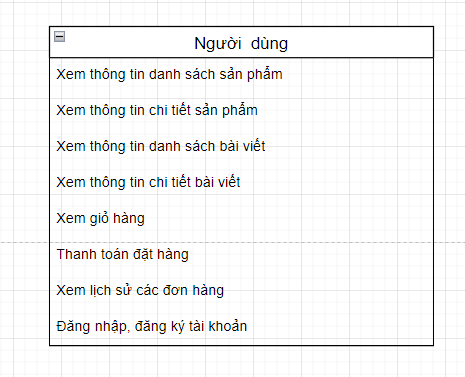 Người dùng
Xem thông tin danh sách sản phẩm
Xem thông tin chi tiết sản phẩm
Xem thông tin danh sách bài viết
Xem thông tin chi tiết bài viết
Xem giỏ hàng
Thanh toán đặt hàng
Xem lịch sử các đơn hàng
Đăng nhập, đăng ký tài khoản